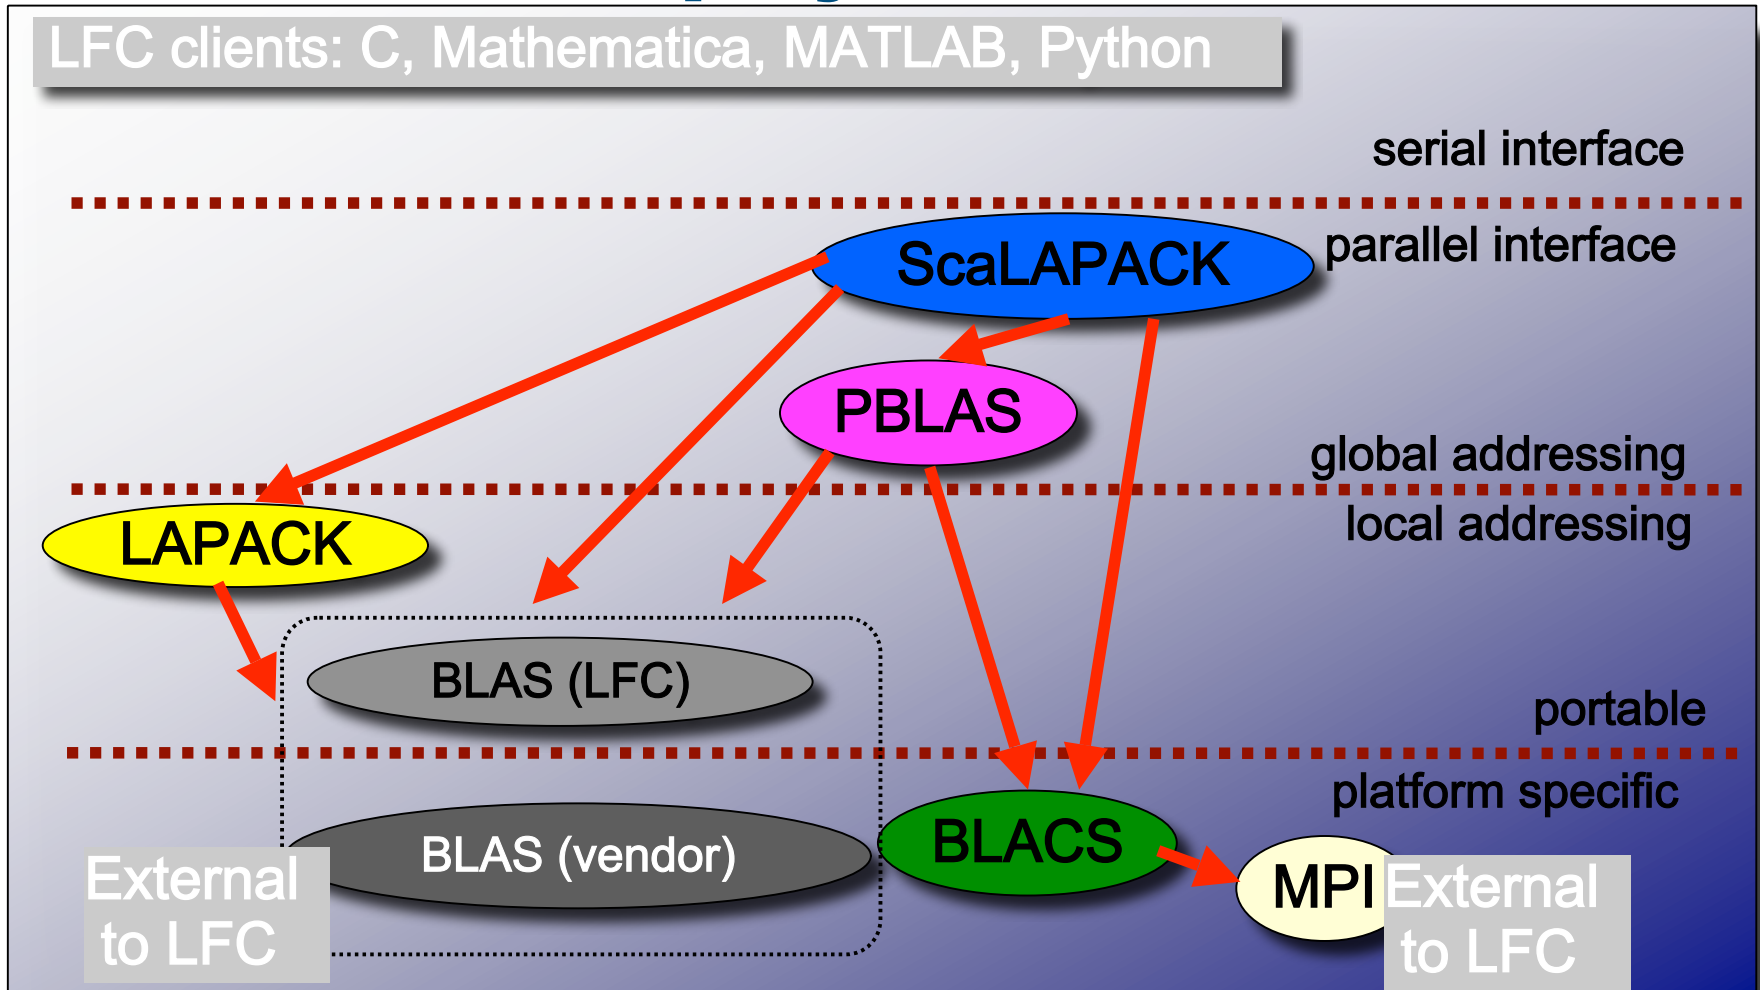 LFC clients: C, Mathematica, MATLAB, Python
serial interface
parallel interface
ScaLAPACK
PBLAS
global addressing
local addressing
LAPACK
BLAS (LFC)
portable
platform specific
BLAS (vendor)
BLACS
MPI
External
to LFC
External
to LFC